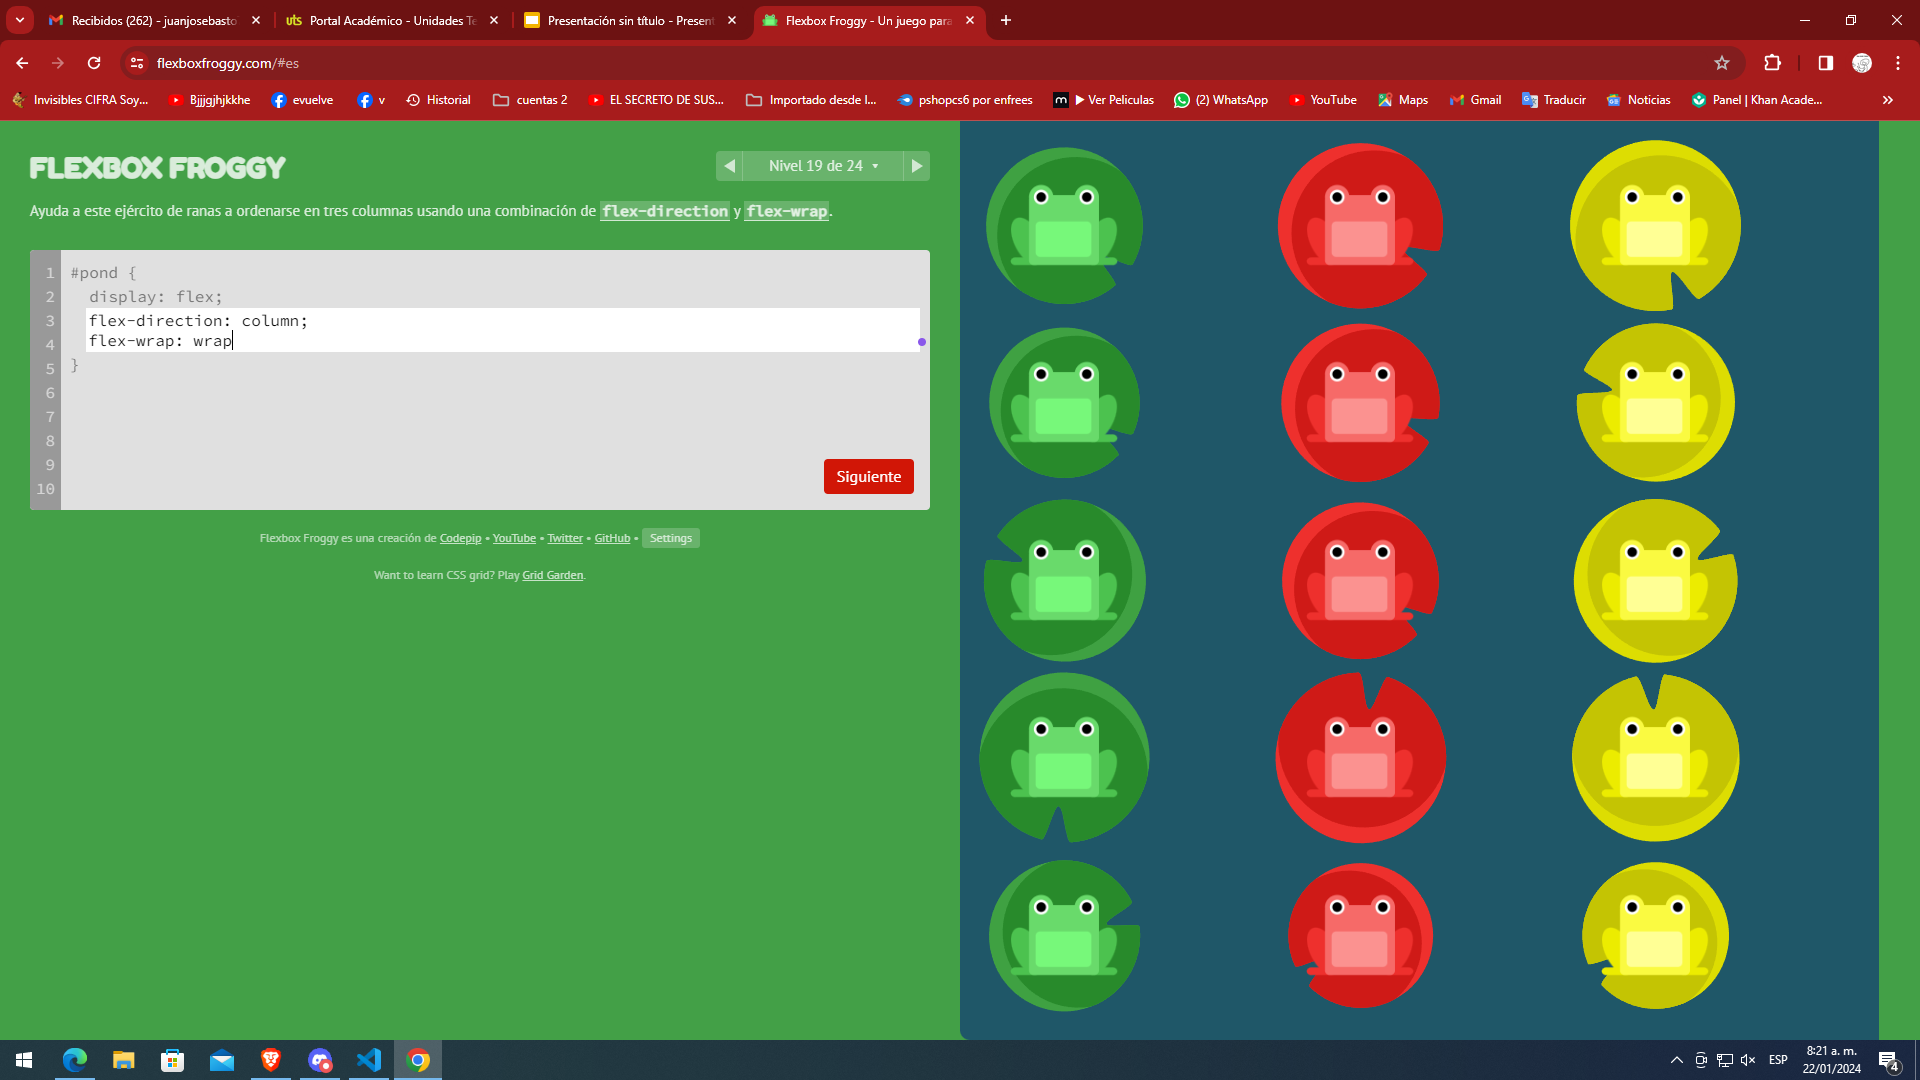 Recibidos (262) - juanjosebasto
Portal Académico - Unidades Te
Presentación sin título - Present
Flexbox Froggy - Un juego para
flexboxfroggy.com/#es
Invisibles CIFRA Soy...
Bjjjgjhjkkhe
evuelve
v
Historial
cuentas 2
EL SECRETO DE SUS...
Importado desde I...
pshopcs6 por enfrees
▶ Ver Peliculas
(2) WhatsApp
YouTube
Maps
Gmail
Traducir
Noticias
Panel | Khan Acade...
FLEXBOX FROGGY
Nivel 19 de 24
Ayuda a este ejército de ranas a ordenarse en tres columnas usando una combinación de flex-direction y flex-wrap.
1 #pond {
2 display: flex;
3 flex-direction: column;
4 flex-wrap: wrap
5 }
6
7
8
9
10
Siguiente
Flexbox Froggy es una creación de Codepip • YouTube • Twitter • GitHub • Settings
Want to learn CSS grid? Play Grid Garden.
ESP
8:21 a. m.
22/01/2024
4